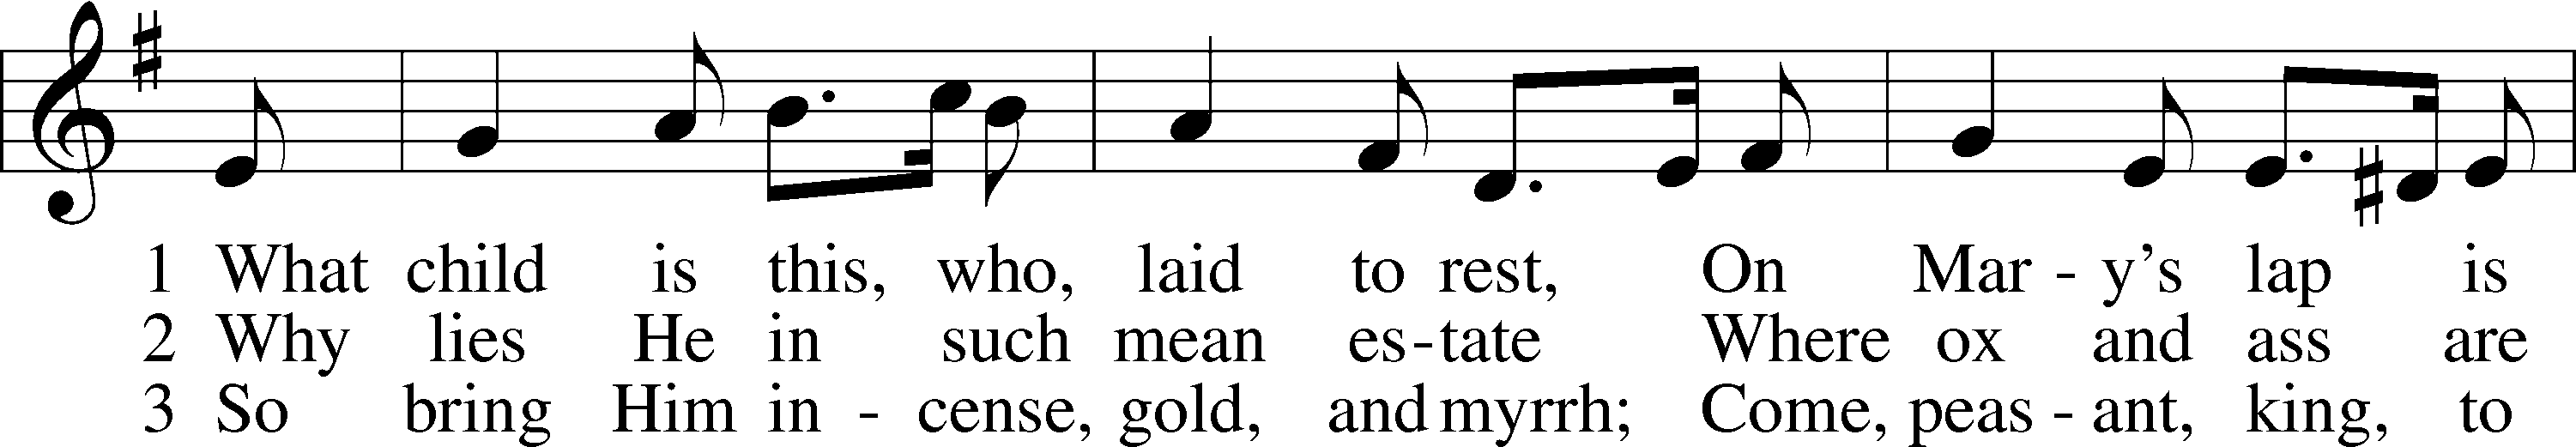 1 What child is this, who, laid to rest, On Mar - y’s lap is
2 Why lies He in such mean es - tate Where ox and ass are
3 So bring Him in - cense, gold, and myrrh; Come, peas - ant, king, to